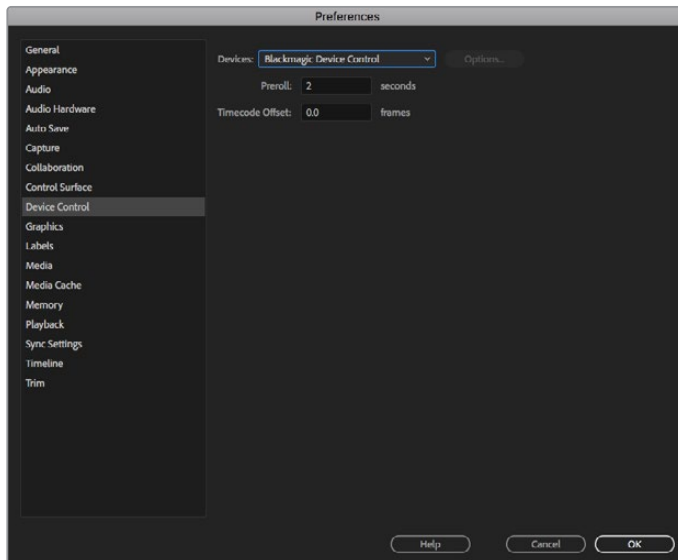 Preferences
General
Appearance
Audio
Audio Hardware
Auto Save
Capture
Collaboration
Control Surface
Device Control
Graphics
Labels
Media
Media Cache
Memory
Playback
Sync Settings
Timeline
Trim
Devices: Blackmagic Device Control Options...
Preroll: 2 seconds
Timecode Offset: 0.0 frames
Help Cancel OK